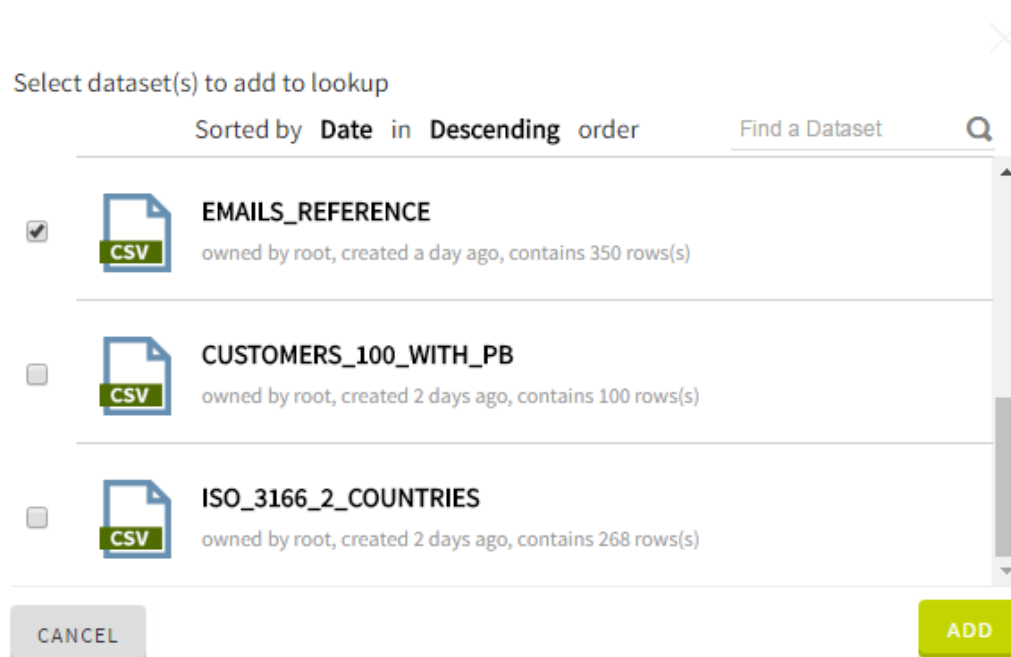 Select dataset(s) to add to lookup
Sorted by Date in Descending order Find a Dataset
EMAILS_REFERENCE
CSV
owned by root, created a day ago, contains 350 rows(s)
CUSTOMERS_100_WITH_PB
CSV
owned by root, created 2 days ago, contains 100 rows(s)
ISO_3166_2_COUNTRIES
CSV
owned by root, created 2 days ago, contains 268 rows(s)
CANCEL ADD